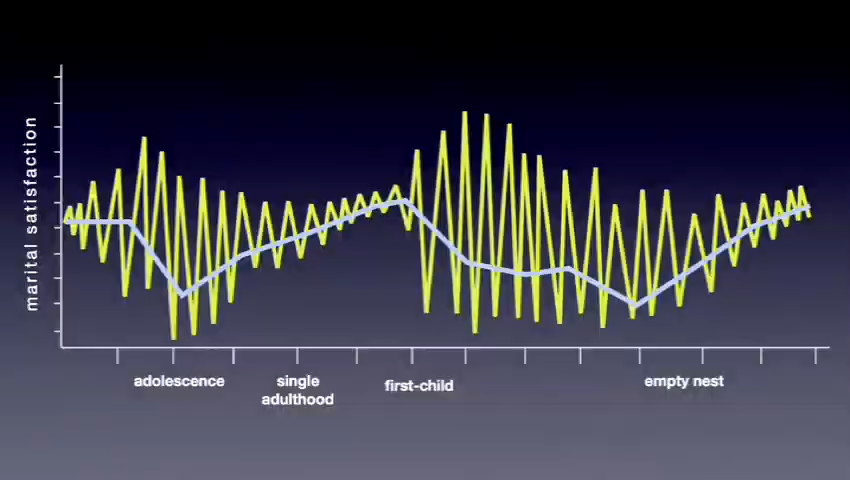 marital satisfaction
adolescence
single
adulthood
first-child
empty nest